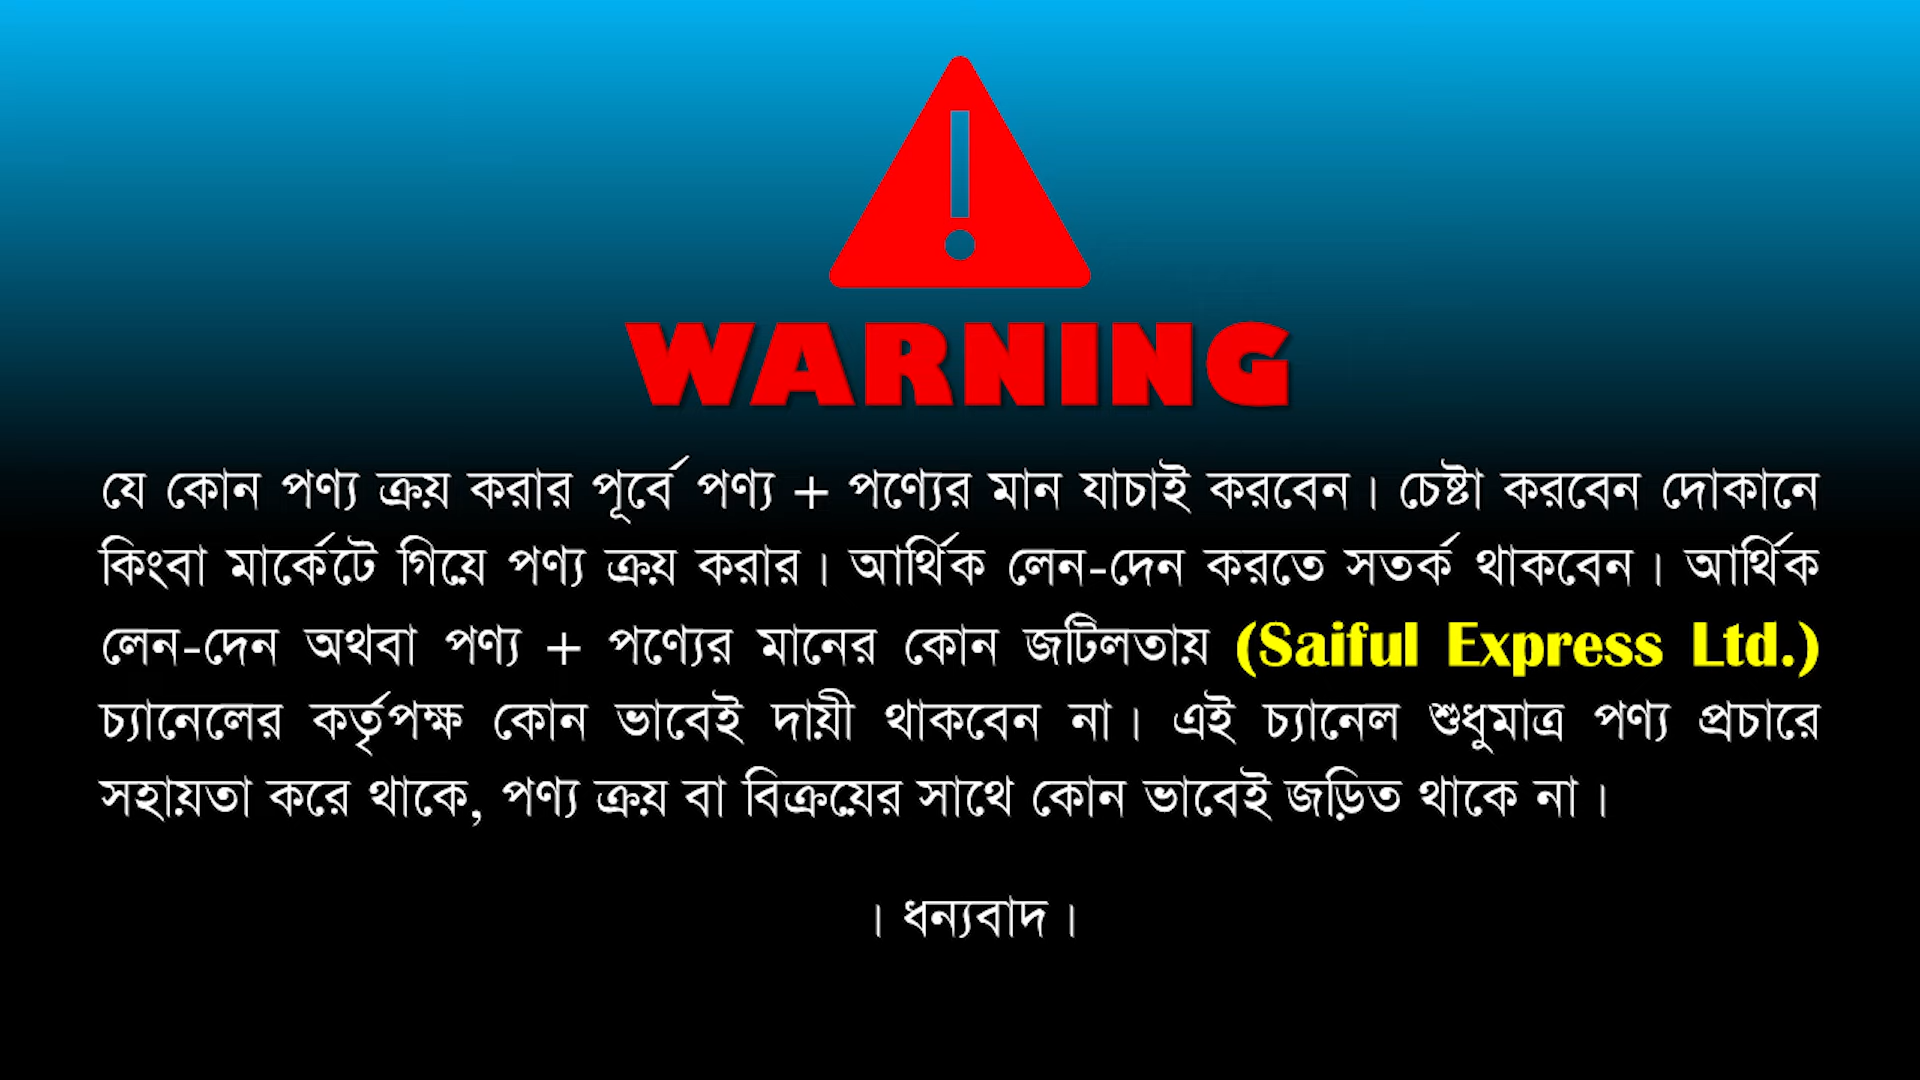 WARNING
যে কোন পণ্য ক্রয় করার পূর্বে পণ্য + পণ্যের মান যাচাই করবেন। চেষ্টা করবেন দোকানে
কিংবা মার্কেটে গিয়ে পণ্য ক্রয় করার। আর্থিক লেন-দেন করতে সতর্ক থাকবেন। আর্থিক
লেন-দেন অথবা পণ্য + পণ্যের মানের কোন জটিলতায় (Saiful Express Ltd.)
চ্যানেলের কর্তৃপক্ষ কোন ভাবেই দায়ী থাকবেন না। এই চ্যানেল শুধুমাত্র পণ্য প্রচারে
সহায়তা করে থাকে, পণ্য ক্রয় বা বিক্রয়ের সাথে কোন ভাবেই জড়িত থাকে না।
। ধন্যবাদ ।